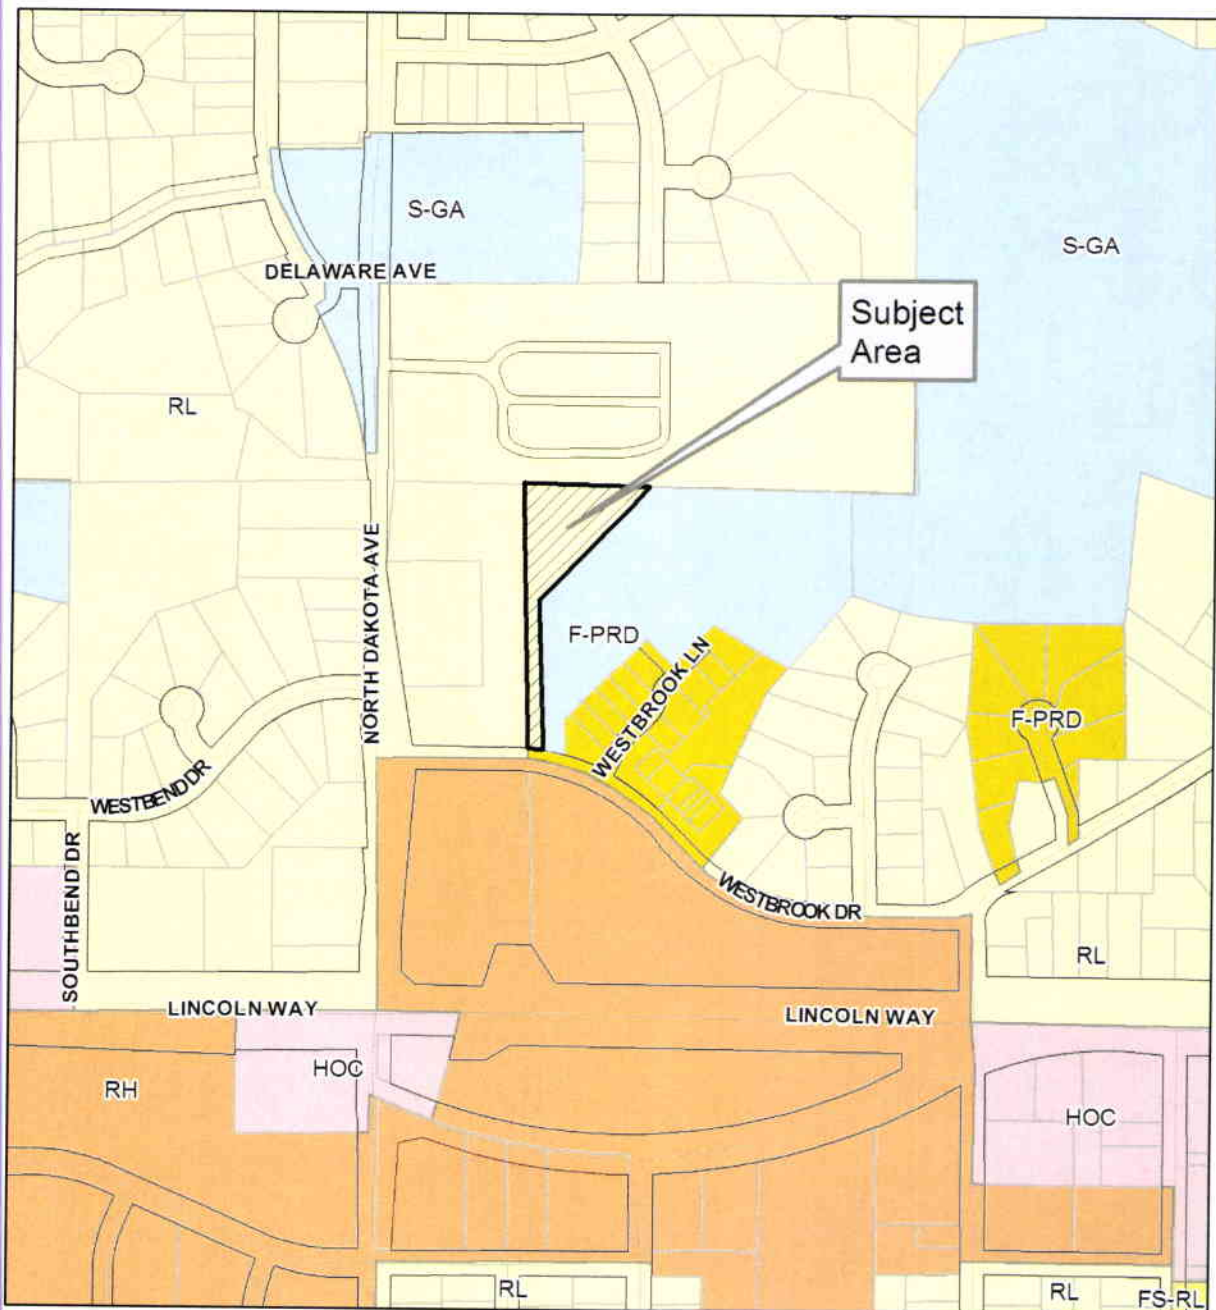 S-GA
S-GA
DELAWARE AVE
Subject
Area
RL
NORTH DAKOTA AVE
F-PRD
WESTBROOK LN
F-PRD
WESTBEND DR
SOUTHBEND DR
WESTBROOK DR
RL
LINCOLN WAY
LINCOLN WAY
HOC
RH
HOC
RL
RL
FS-RL